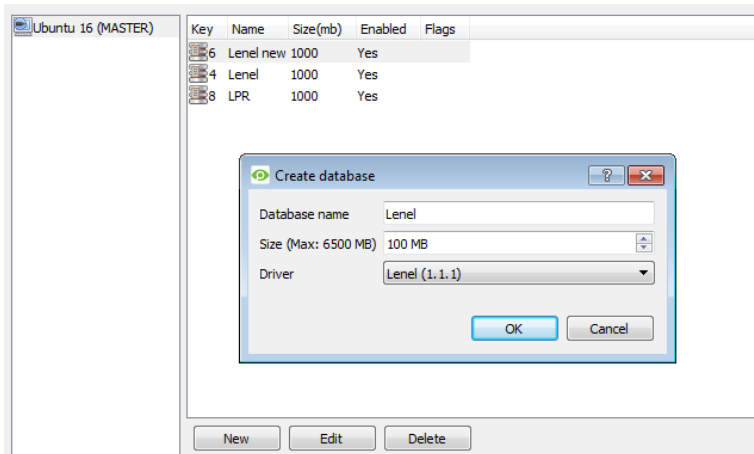 Ubuntu 16 (MASTER)
Key Name Size(mb) Enabled Flags
6 Lenel new 1000 Yes
4 Lenel 1000 Yes
8 LPR 1000 Yes
Create database
?
Database name Lenel
Size (Max: 6500 MB) 100 MB
Driver Lenel (1.1.1)
OK Cancel
New Edit Delete